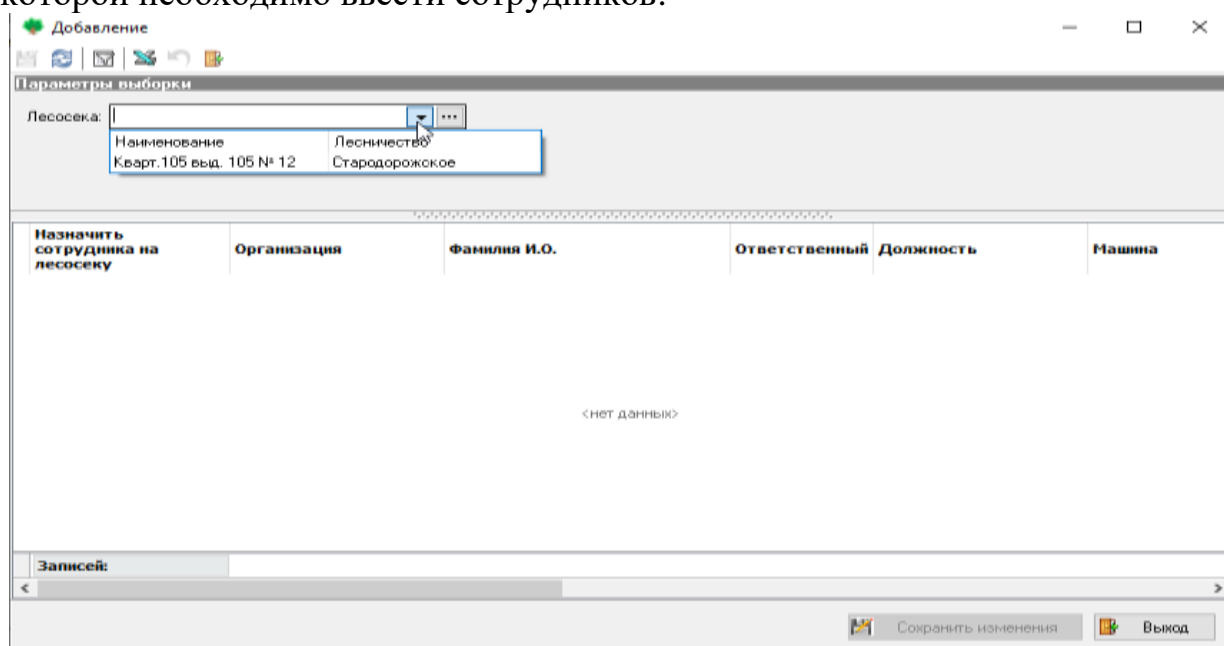 которой необходимо ввести сотрудников:
Добавление
Параметры выборки
Лесосека:
Наименование Лесничество
Кварт.105 выд. 105 № 12 Стародорожское
Назначить сотрудника на лесосеку Организация Фамилия И.О. Ответственный Должность Машина
<нет данных>
Записей:
Сохранить изменения Выход